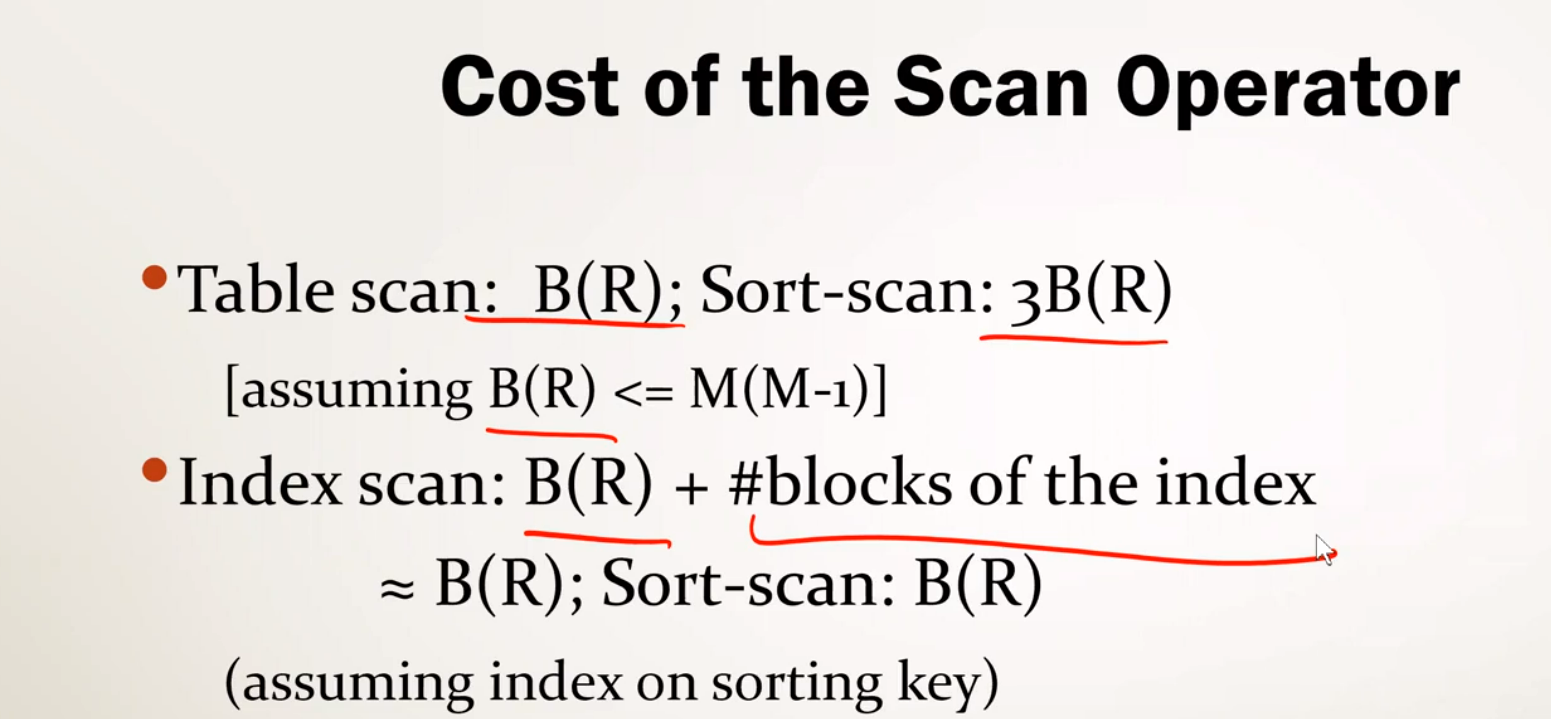 Cost of the Scan Operator
• Table scan: B(R); Sort-scan: 3B(R)
[assuming B(R) <= M(M-1)]
• Index scan: B(R) + #blocks of the index
≈ B(R); Sort-scan: B(R)
(assuming index on sorting key)